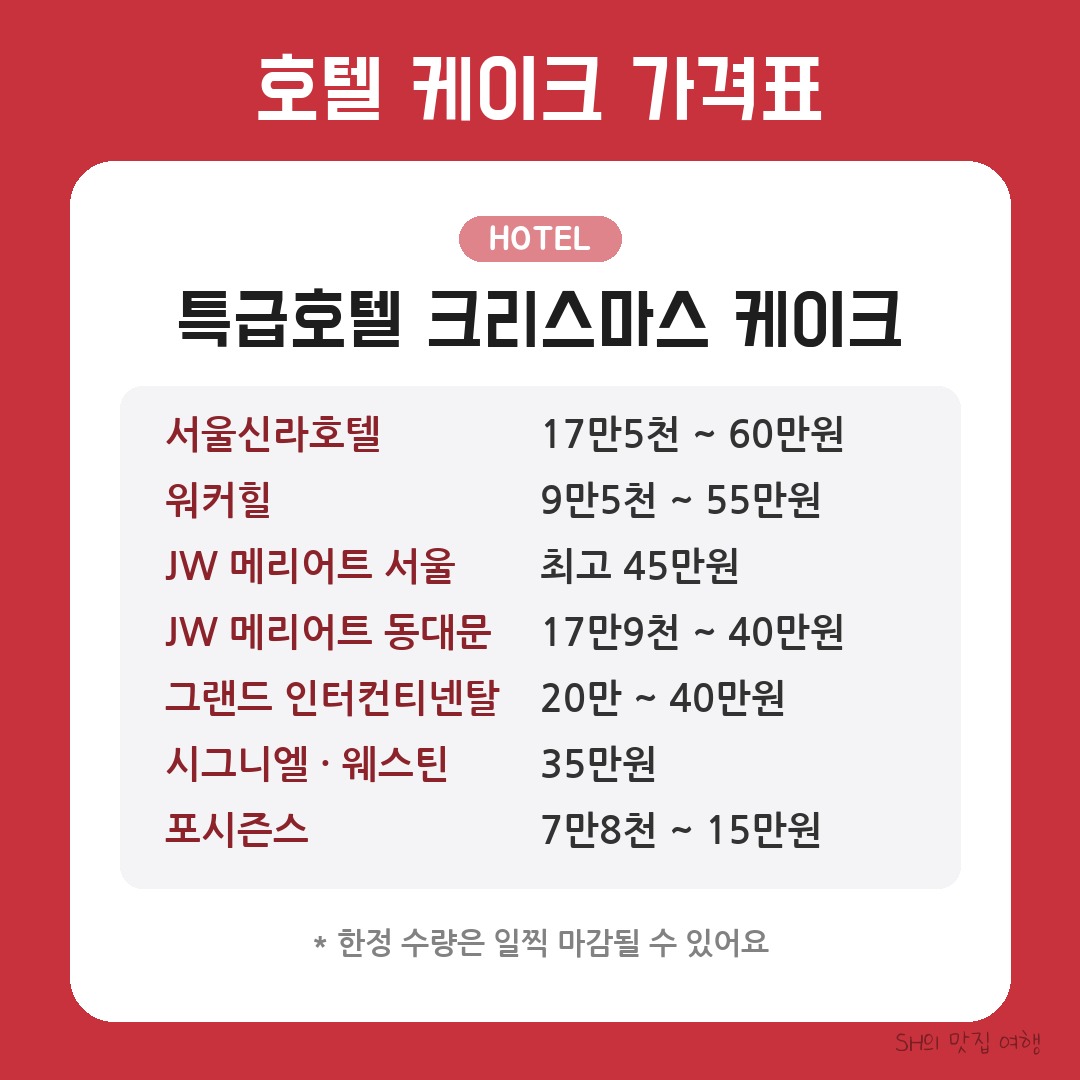 호텔 케이크 가격표
HOTEL
특급호텔 크리스마스 케이크
서울신라호텔 17만5천 ~ 60만원
워커힐 9만5천 ~ 55만원
JW 메리어트 서울 최고 45만원
JW 메리어트 동대문 17만9천 ~ 40만원
그랜드 인터컨티넨탈 20만 ~ 40만원
시그니엘 · 웨스틴 35만원
포시즌스 7만8천 ~ 15만원
* 한정 수량은 일찍 마감될 수 있어요
SH의 맛집 여행